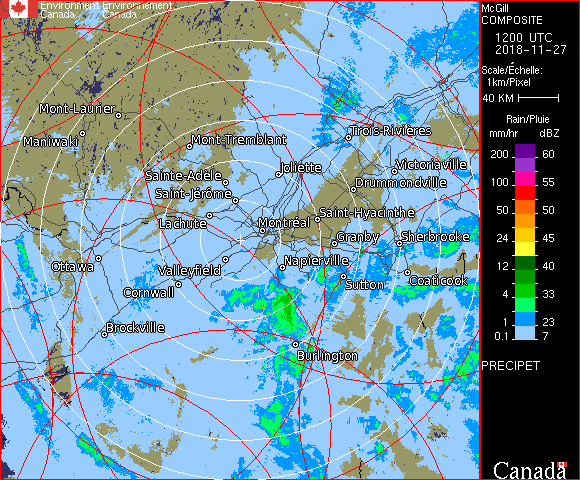 Environment Environnement
Canada Canada
McGill
COMPOSITE
1200 UTC
2018-11-27
Scale/Échelle:
1km/Pixel
40 KM
Rain/Pluie
mm/hr dBZ
200 60
100 55
50 50
24 45
12 40
4 33
1 23
0.1 7
PRECIPET
Canada
Mont-Laurier
Maniwaki
Mont-Tremblant
Trois-Rivières
Sainte-Adèle
Joliette
Victoriaville
Saint-Jérôme
Drummondville
Lachute
Montréal
Saint-Hyacinthe
Granby
Sherbrooke
Ottawa
Valleyfield
Napierville
Cornwall
Sutton
Coaticook
Brockville
Burlington